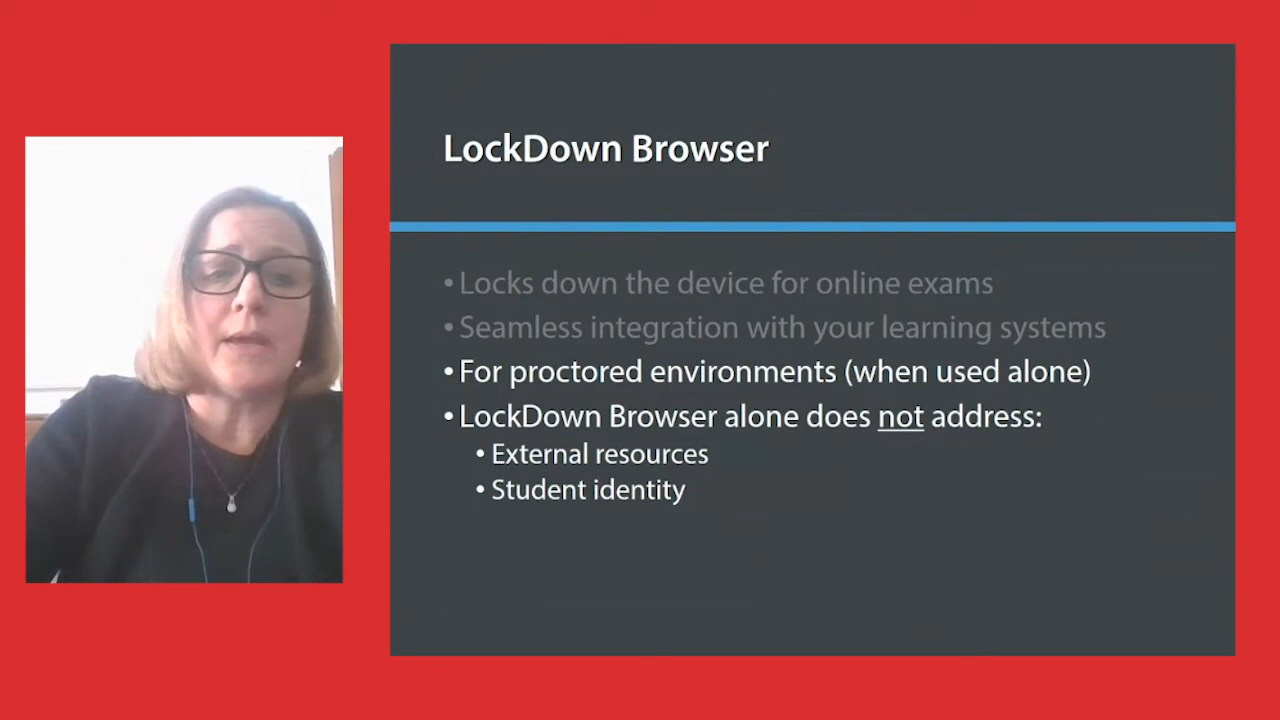 LockDown Browser
• Locks down the device for online exams
• Seamless integration with your learning systems
• For proctored environments (when used alone)
• LockDown Browser alone does not address:
• External resources
• Student identity